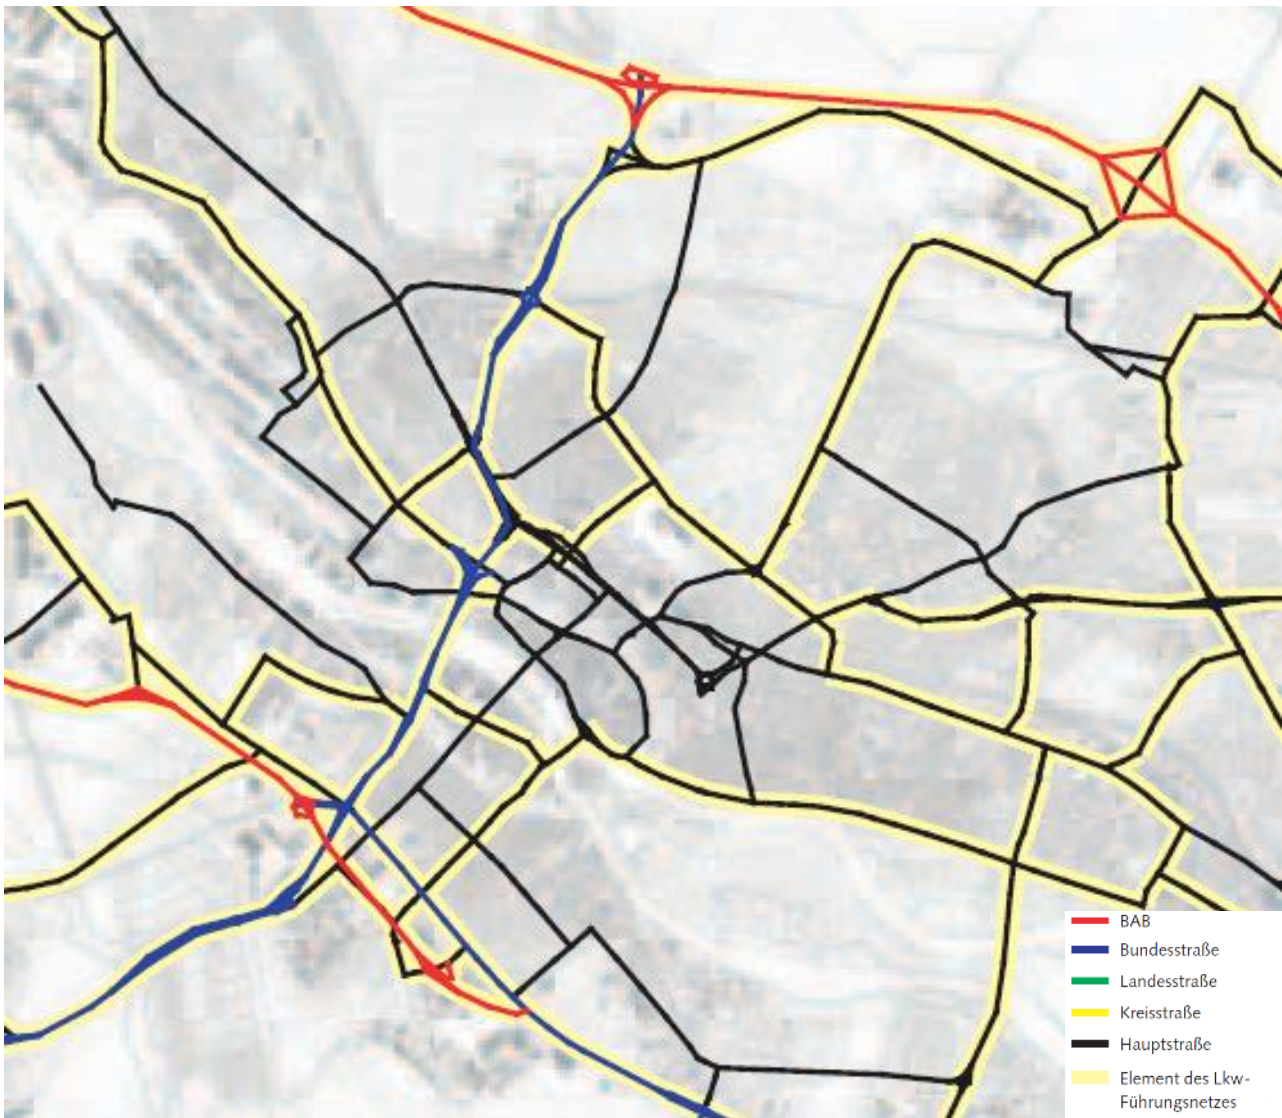 BAB
Bundesstraße
Landesstraße
Kreisstraße
Hauptstraße
Element des Lkw-
Führungsnetzes